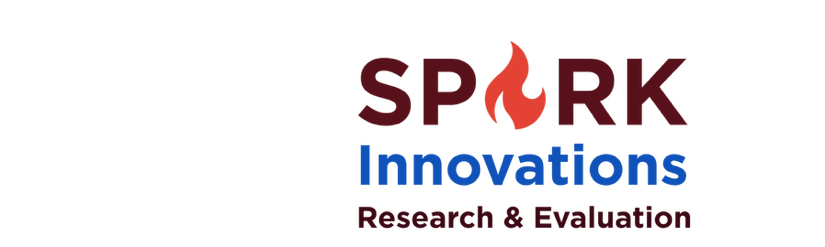 SPARK
Innovations
Research & Evaluation